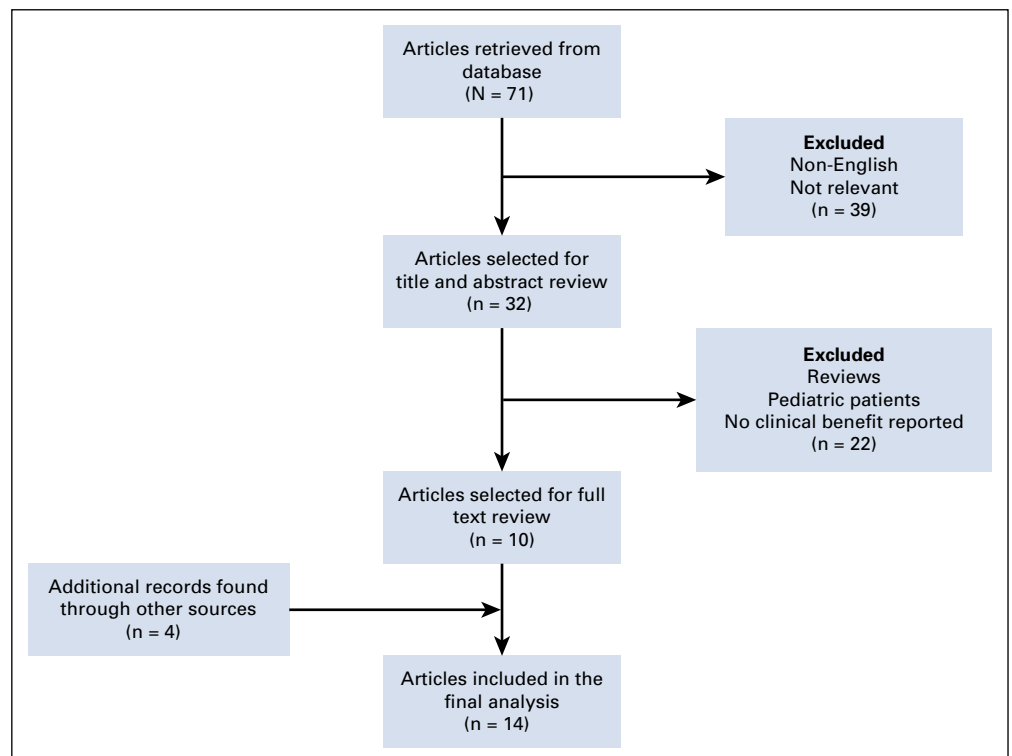 Articles retrieved from
database
(N = 71)
Excluded
Non-English
Not relevant
(n = 39)
Articles selected for
title and abstract review
(n = 32)
Excluded
Reviews
Pediatric patients
No clinical benefit reported
(n = 22)
Articles selected for full
text review
(n = 10)
Additional records found
through other sources
(n = 4)
Articles included in the
final analysis
(n = 14)